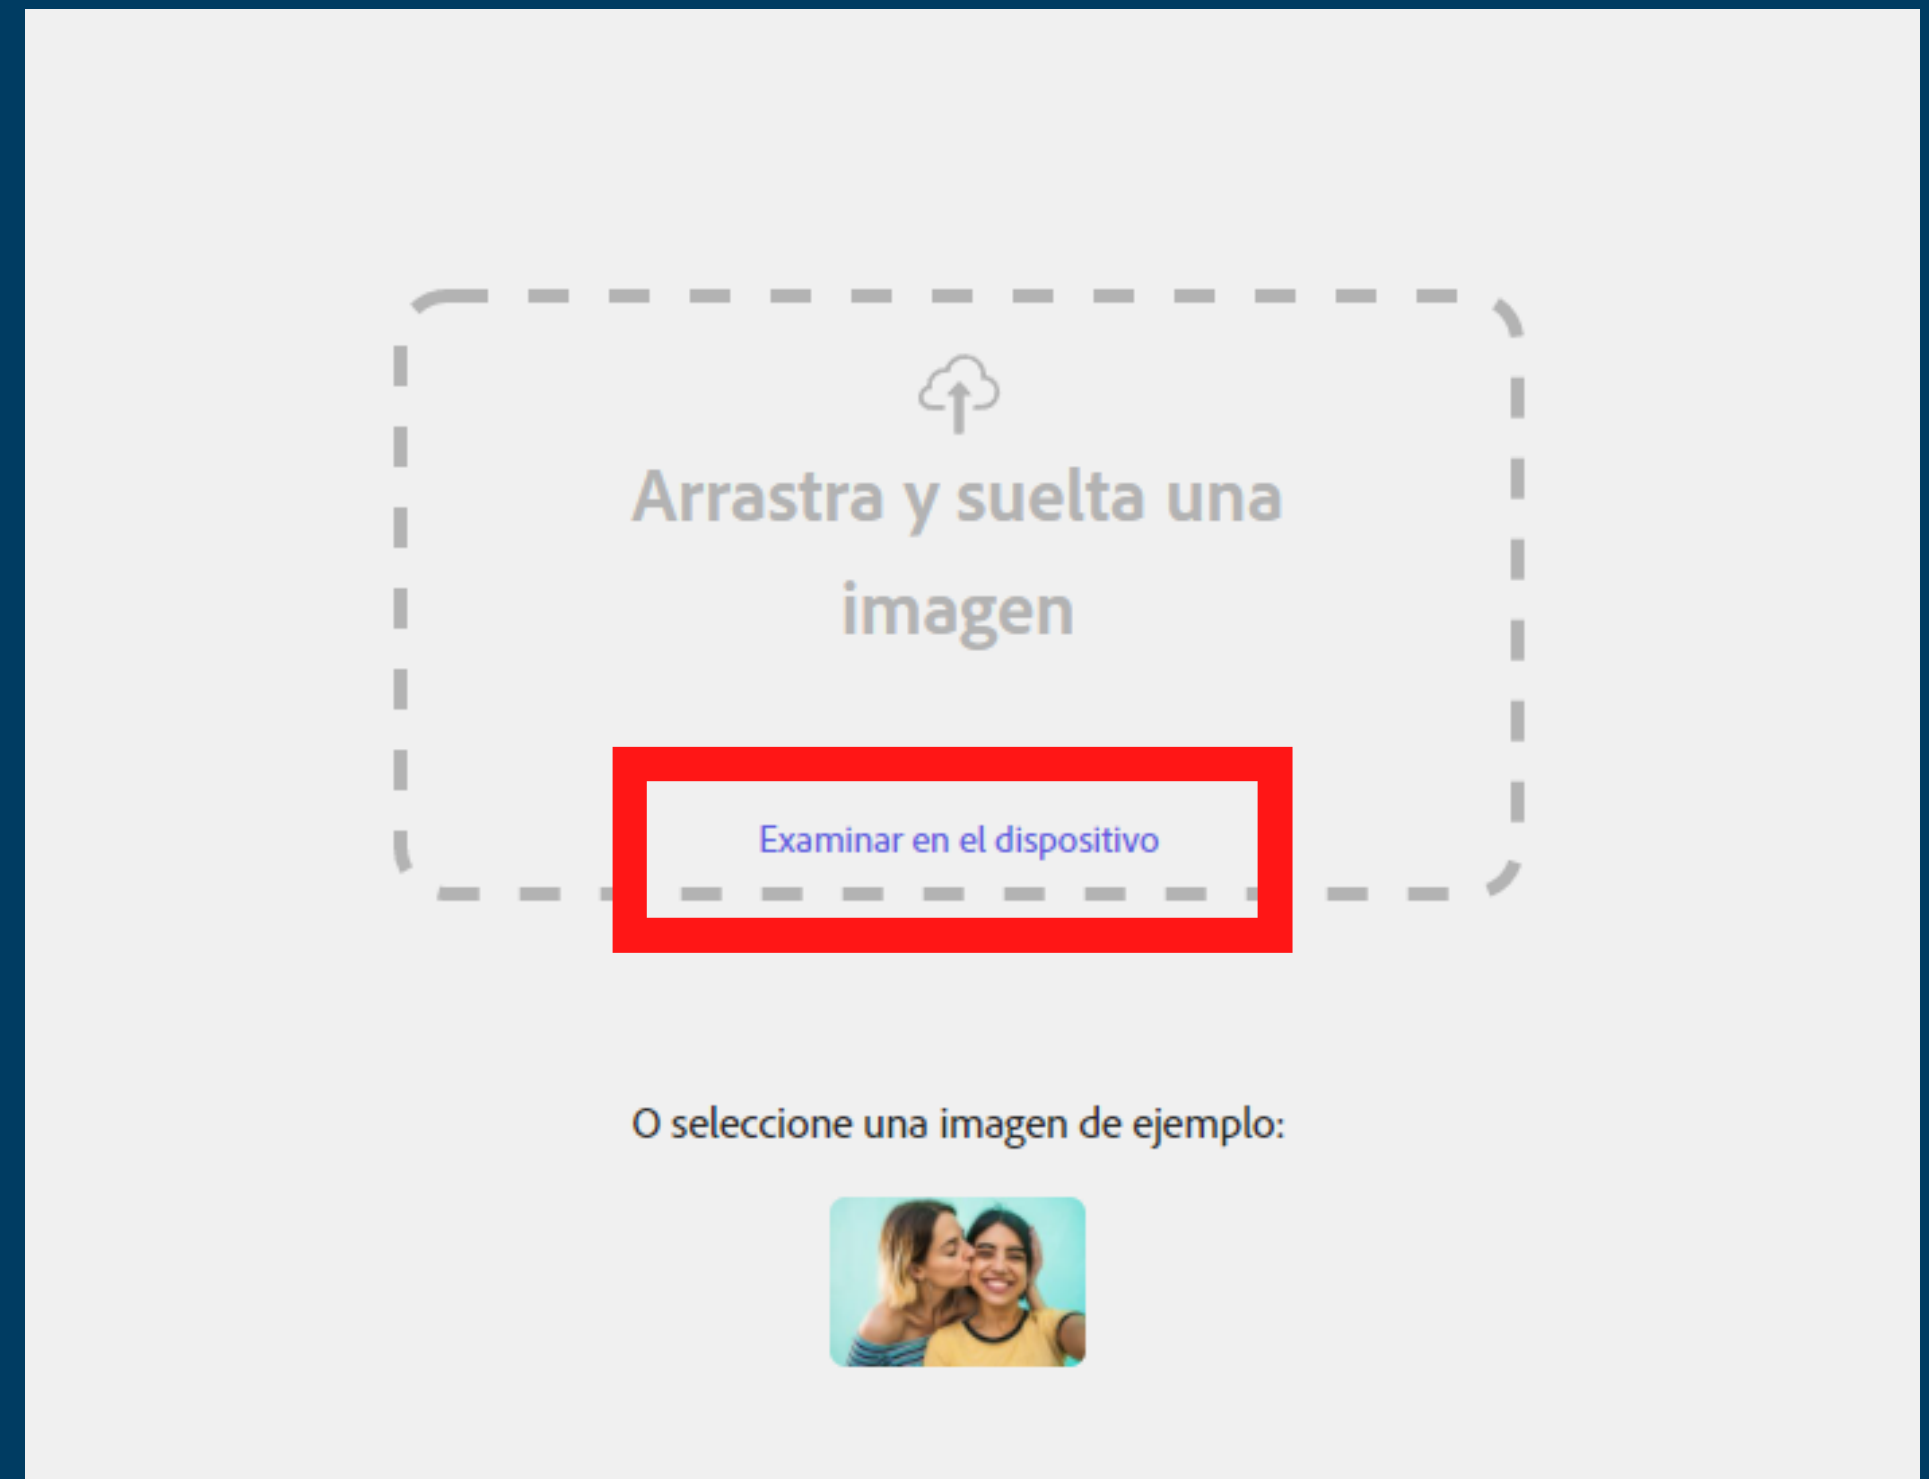 Arrastra y suelta una
imagen
Examinar en el dispositivo
O seleccione una imagen de ejemplo: